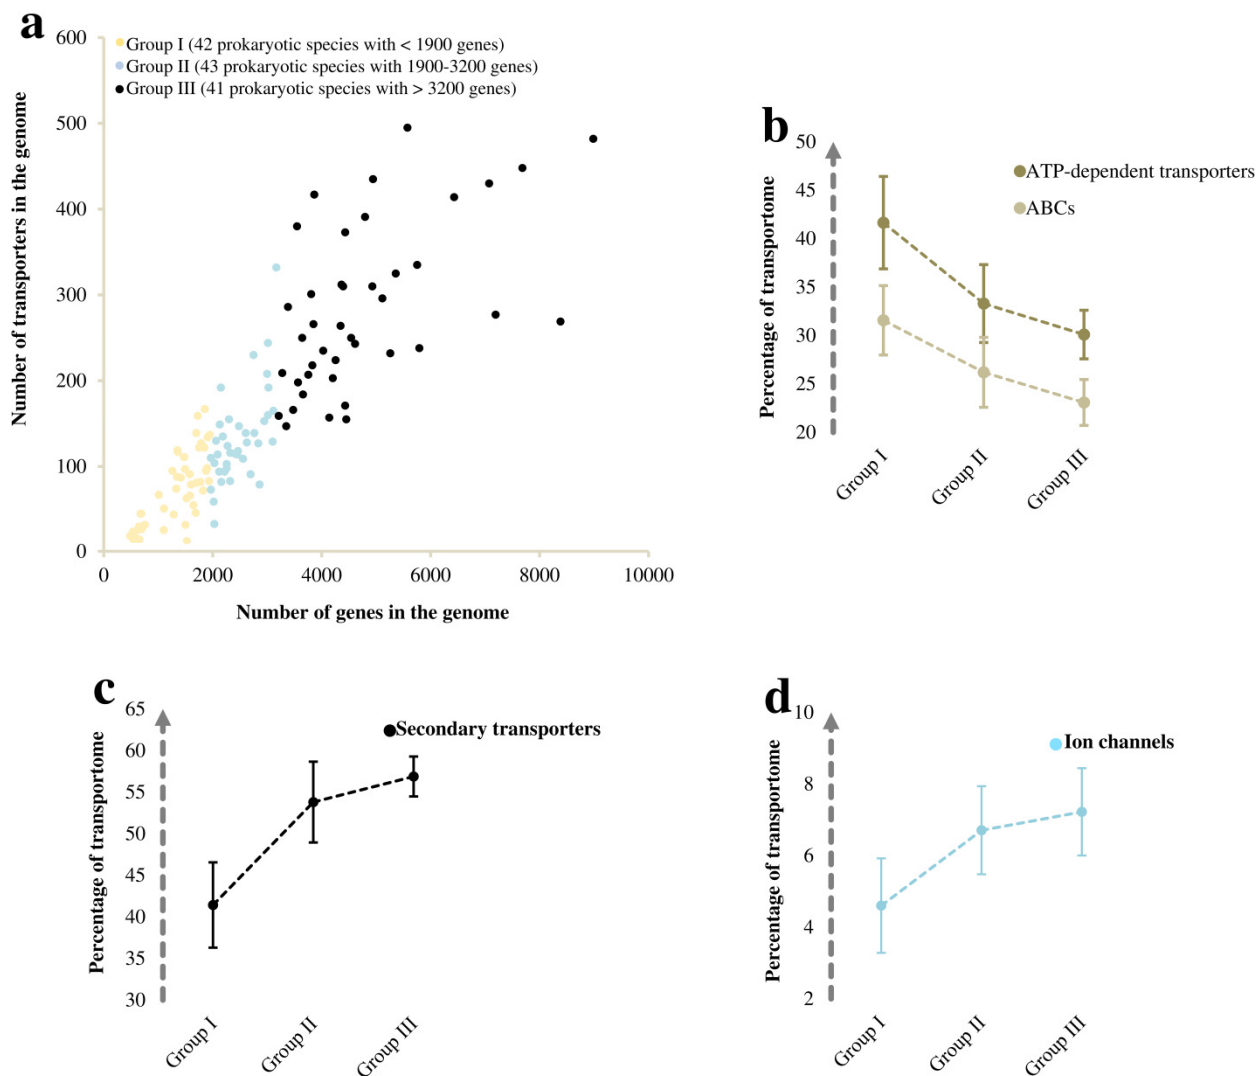 a
600
500
400
300
200
100
0
Number of transporters in the genome
Group I (42 prokaryotic species with < 1900 genes)
Group II (43 prokaryotic species with 1900-3200 genes)
Group III (41 prokaryotic species with > 3200 genes)
0 2000 4000 6000 8000 10000
Number of genes in the genome
b
50
45
40
35
30
25
20
Percentage of transportome
ATP-dependent transporters
ABCs
Group I Group II Group III
c
65
60
55
50
45
40
35
30
Percentage of transportome
Secondary transporters
Group I Group II Group III
d
10
8
6
4
2
Percentage of transportome
Ion channels
Group I Group II Group III